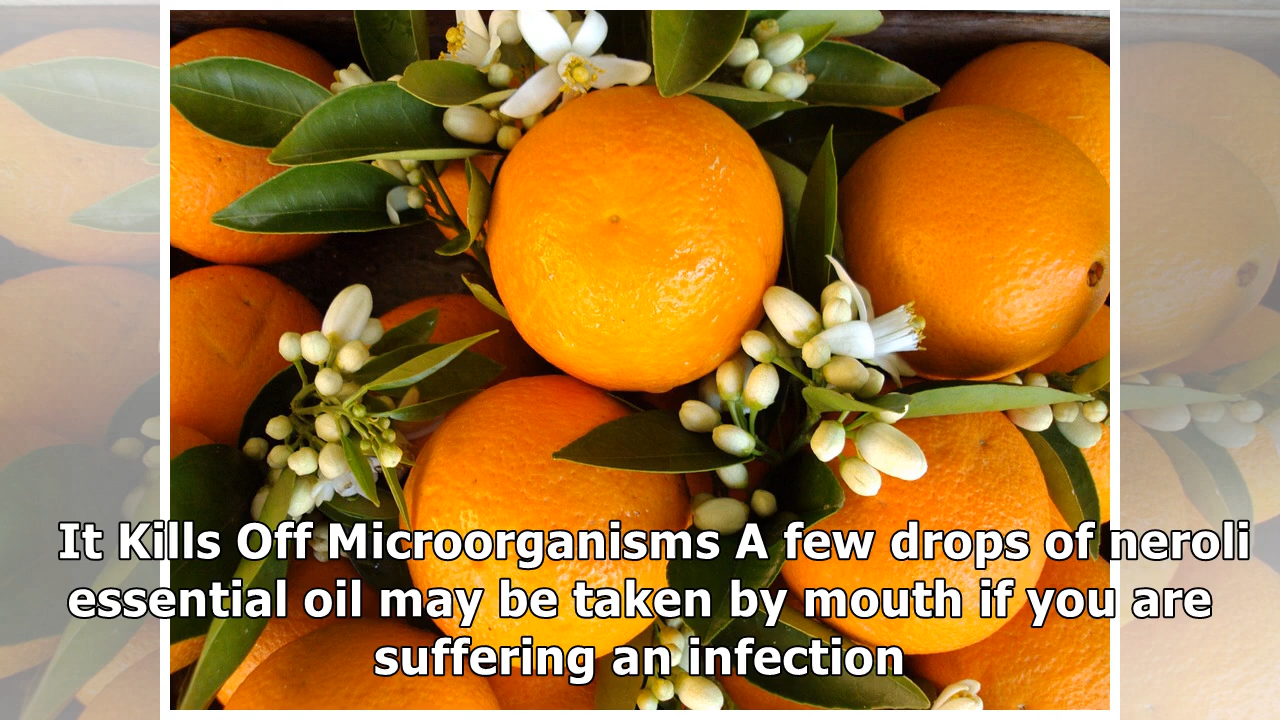 It Kills Off Microorganisms A few drops of neroli
essential oil may be taken by mouth if you are
suffering an infection